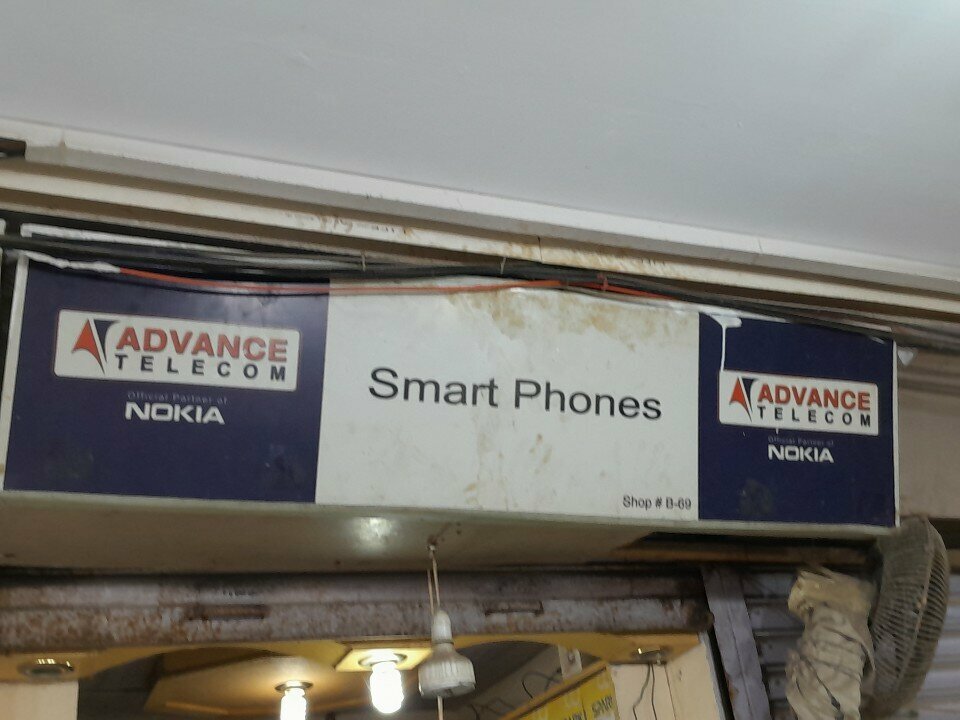 ADVANCE
TELECOM
Official Partner of
NOKIA
Smart Phones
Shop # B-69
ADVANCE
TELECOM
Official Partner of
NOKIA